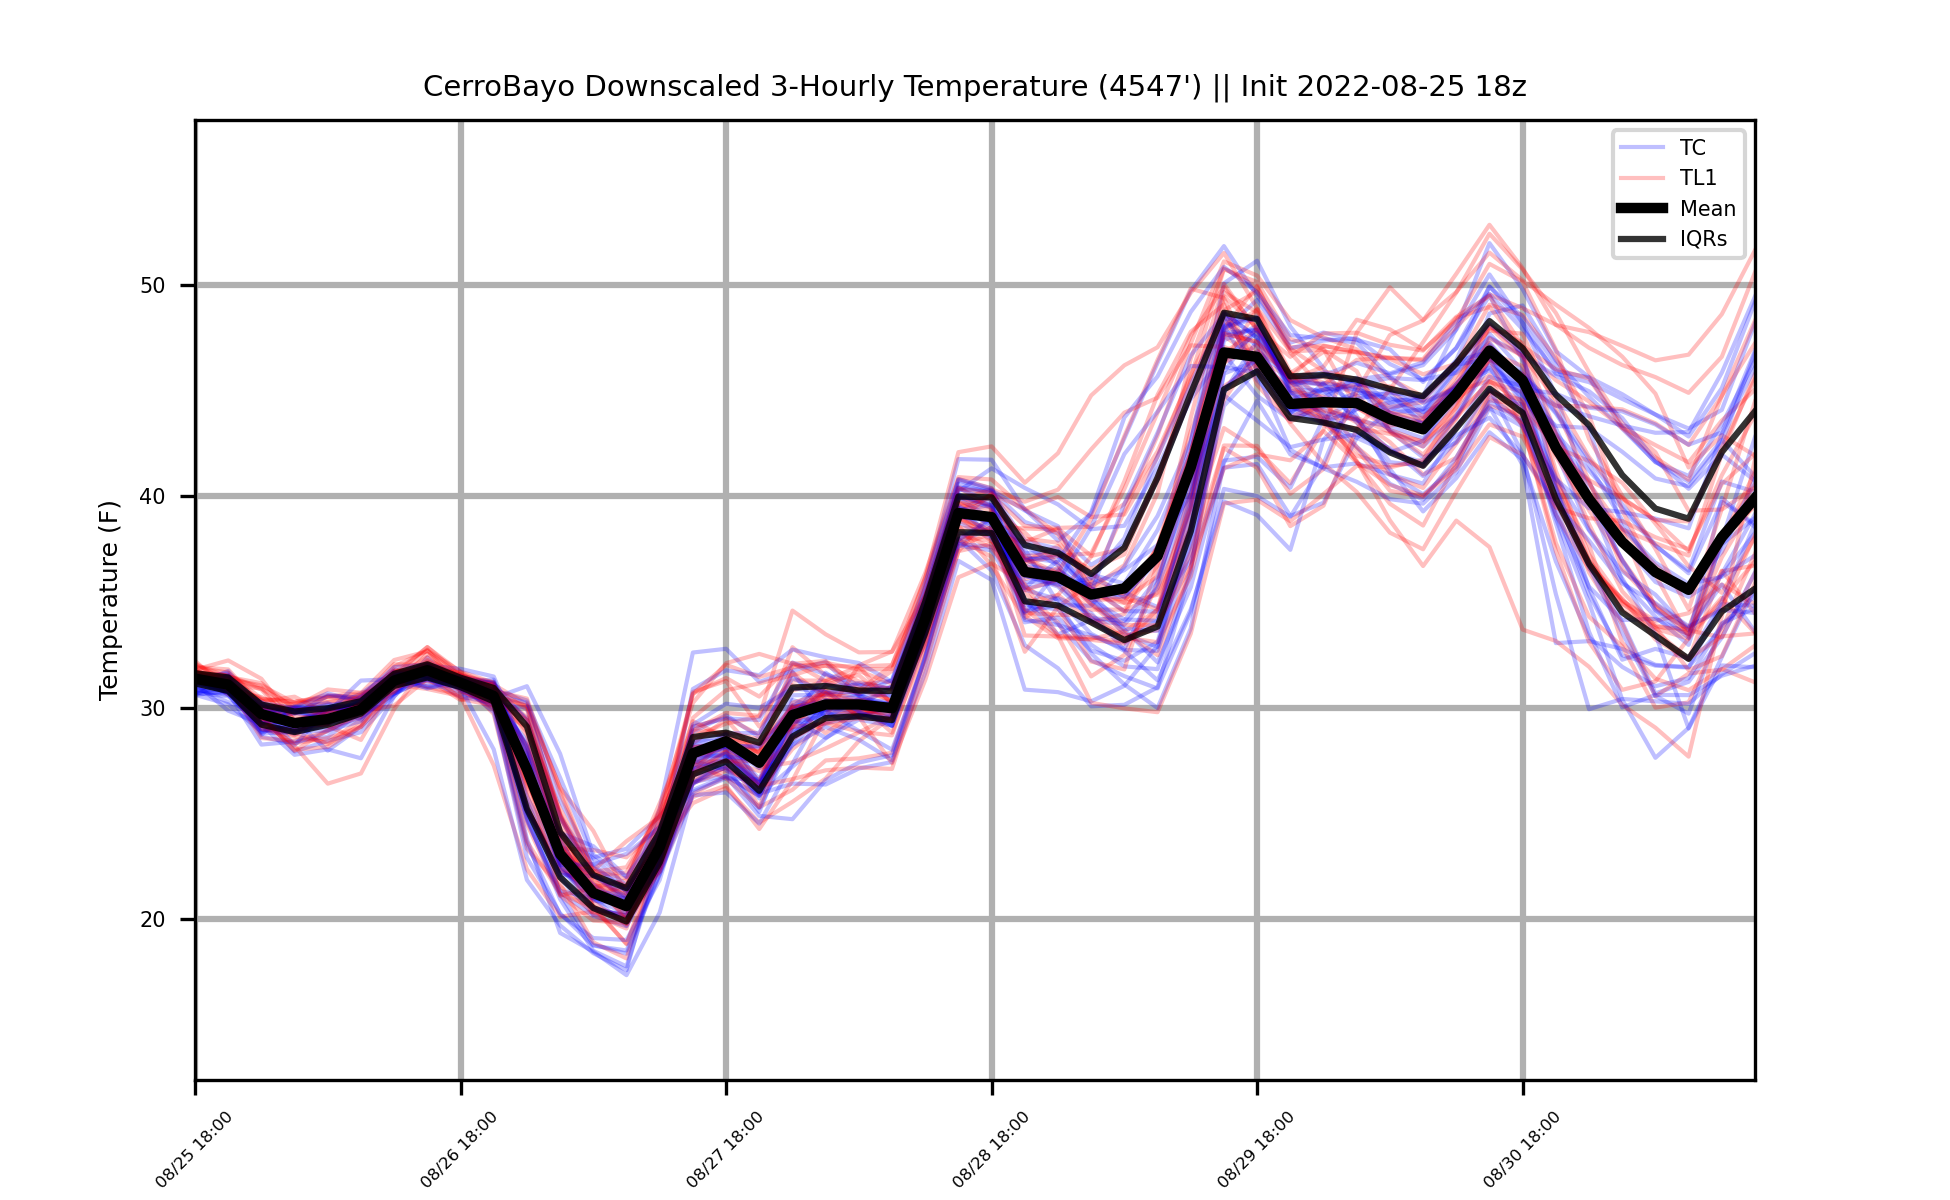 CerroBayo Downscaled 3-Hourly Temperature (4547') || Init 2022-08-25 18z
TC
TL1
Mean
IQRs
Temperature (F)
50
40
30
20
08/25 18:00
08/26 18:00
08/27 18:00
08/28 18:00
08/29 18:00
08/30 18:00